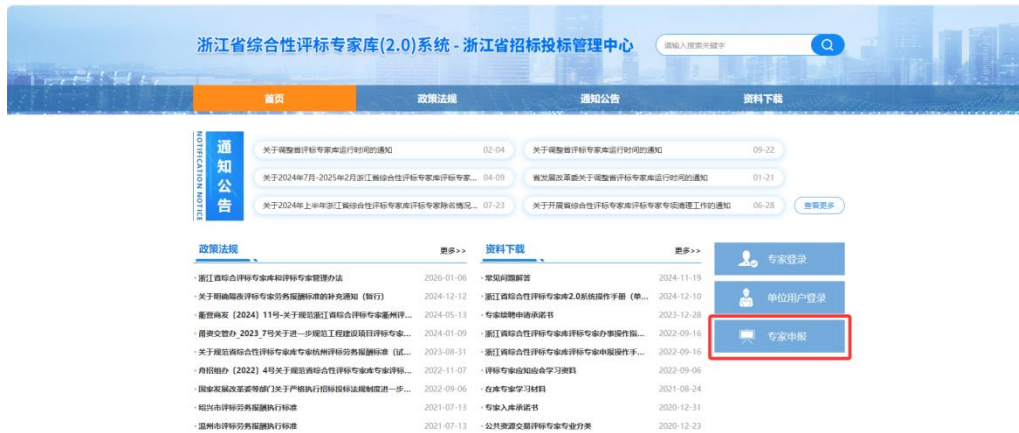 浙江省综合性评标专家库(2.0)系统 - 浙江省招标投标管理中心
请输入搜索关键字
首页 政策法规 通知公告 资料下载
NOTIFICATION NOTICE
通知公告
关于调整省评标专家库运行时间的通知 02-04
关于调整省评标专家库运行时间的通知 09-22
关于2024年7月-2025年2月浙江省综合性评标专家库评标专家... 04-09
省发展改革委关于调整省评标专家库运行时间的通知 01-21
关于2024年上半年浙江省综合性评标专家库评标专家除名情况... 07-23
关于开展省综合性评标专家库评标专家专项清理工作的通知 06-28
查看更多
政策法规 更多>>
浙江省综合评标专家库和评标专家管理办法 2026-01-06
关于明确隔夜评标专家劳务报酬标准的补充通知（暂行） 2024-12-12
衢营商发〔2024〕11号-关于规范浙江省综合评标专家衢州评... 2024-05-13
甬资交管办_2023_7号关于进一步规范工程建设项目评标专家... 2024-01-09
关于规范省综合性评标专家库专家杭州评标劳务报酬标准（试... 2023-08-31
舟招组办〔2022〕4号关于规范省综合性评标专家库专家评标... 2022-11-07
国家发展改革委等部门关于严格执行招标投标法规制度进一步... 2022-09-06
绍兴市评标劳务报酬执行标准 2021-07-13
温州市评标劳务报酬执行标准 2021-07-13
资料下载 更多>>
常见问题解答 2024-11-19
浙江省综合性评标专家库2.0系统操作手册（单... 2024-12-10
专家续聘申请承诺书 2023-12-28
浙江省综合性评标专家库评标专家办事操作指... 2022-09-16
浙江省综合性评标专家库评标专家申报操作手... 2022-09-16
评标专家应知应会学习资料 2022-09-06
在库专家学习材料 2021-08-24
专家入库承诺书 2020-12-31
公共资源交易评标专家专业分类 2020-12-23
专家登录
单位用户登录
专家申报